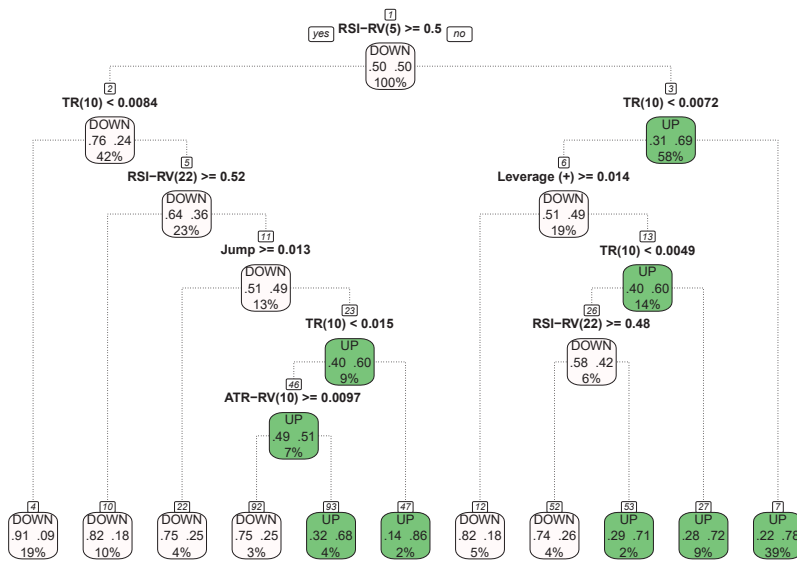 1
yes RSI−RV(5) >= 0.5 no
DOWN
.50 .50
100%
2
TR(10) < 0.0084
DOWN
.76 .24
42%
3
TR(10) < 0.0072
UP
.31 .69
58%
5
RSI−RV(22) >= 0.52
DOWN
.64 .36
23%
6
Leverage (+) >= 0.014
DOWN
.51 .49
19%
11
Jump >= 0.013
DOWN
.51 .49
13%
13
TR(10) < 0.0049
UP
.40 .60
14%
23
TR(10) < 0.015
UP
.40 .60
9%
26
RSI−RV(22) >= 0.48
DOWN
.58 .42
6%
46
ATR−RV(10) >= 0.0097
UP
.49 .51
7%
4
DOWN
.91 .09
19%
10
DOWN
.82 .18
10%
22
DOWN
.75 .25
4%
92
DOWN
.75 .25
3%
93
UP
.32 .68
4%
47
UP
.14 .86
2%
12
DOWN
.82 .18
5%
52
DOWN
.74 .26
4%
53
UP
.29 .71
2%
27
UP
.28 .72
9%
7
UP
.22 .78
39%